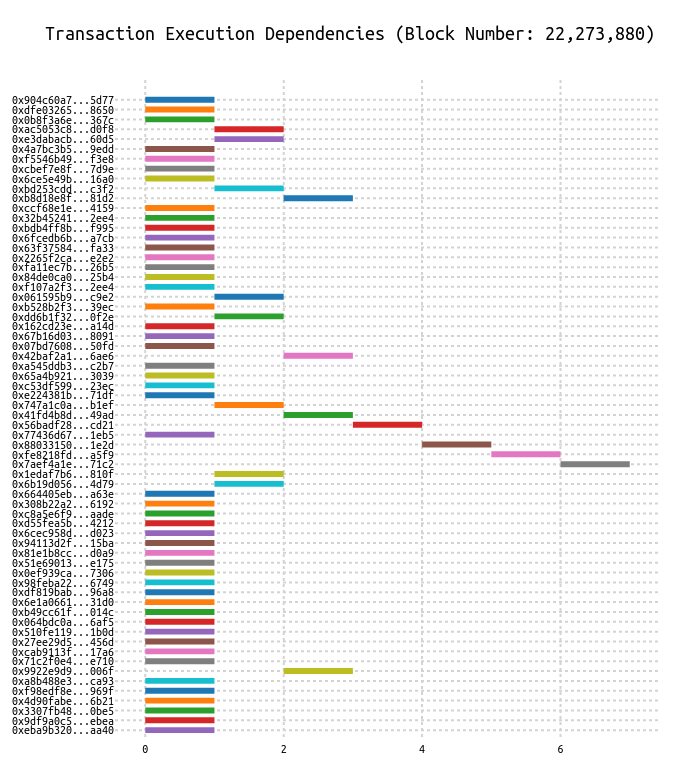 Transaction Execution Dependencies (Block Number: 22,273,880)
0x904c60a7...5d77
0xdfe03265...8650
0x0b8f3a6e...367c
0xac5053c8...d0f8
0xe3dabacb...60d5
0x4a7bc3b5...9edd
0xf5546b49...f3e8
0xcbef7e8f...7d9e
0x6ce5e49b...16a0
0xbd253cdd...c3f2
0xb8d18e8f...81d2
0xccf68e1e...4159
0x32b45241...2ee4
0xbdb4ff8b...f995
0x6fcedb6b...a7cb
0x63f37584...fa33
0x2265f2ca...e2e2
0xfa11ec7b...26b5
0x84de0ca0...25b4
0xf107a2f3...2ee4
0x061595b9...c9e2
0xb528b2f3...39ec
0xdd6b1f32...0f2e
0x162cd23e...a14d
0x67b16d03...8091
0x07bd7608...50fd
0x42baf2a1...6ae6
0xa545ddb3...c2b7
0x65a4b921...3039
0xc53df599...23ec
0xe224381b...71df
0x747a1c0a...b1ef
0x41fd4b8d...49ad
0x56badf28...cd21
0x77436d67...1eb5
0x88033150...1e2d
0xfe8218fd...a5f9
0x7aef4a1e...71c2
0x1edaf7b6...810f
0x6b19d056...4d79
0x664405eb...a63e
0x308b22a2...6192
0xc8a5e6f9...aade
0xd55fea5b...4212
0x6cec958d...d023
0x94113d2f...15ba
0x81e1b8cc...d0a9
0x51e69013...e175
0x0ef939ca...7306
0x98feba22...6749
0xdf819bab...96a8
0x6e1a0661...31d0
0xb49cc61f...014c
0x064bdc0a...6af5
0x510fe119...1b0d
0x27ee29d5...456d
0xcab9113f...17a6
0x71c2f0e4...e710
0x9922e9d9...006f
0xa8b488e3...ca93
0xf98edf8e...969f
0x4d90fabe...6b21
0x3307fb48...0be5
0x9df9a0c5...ebea
0xeba9b320...aa40
0 2 4 6